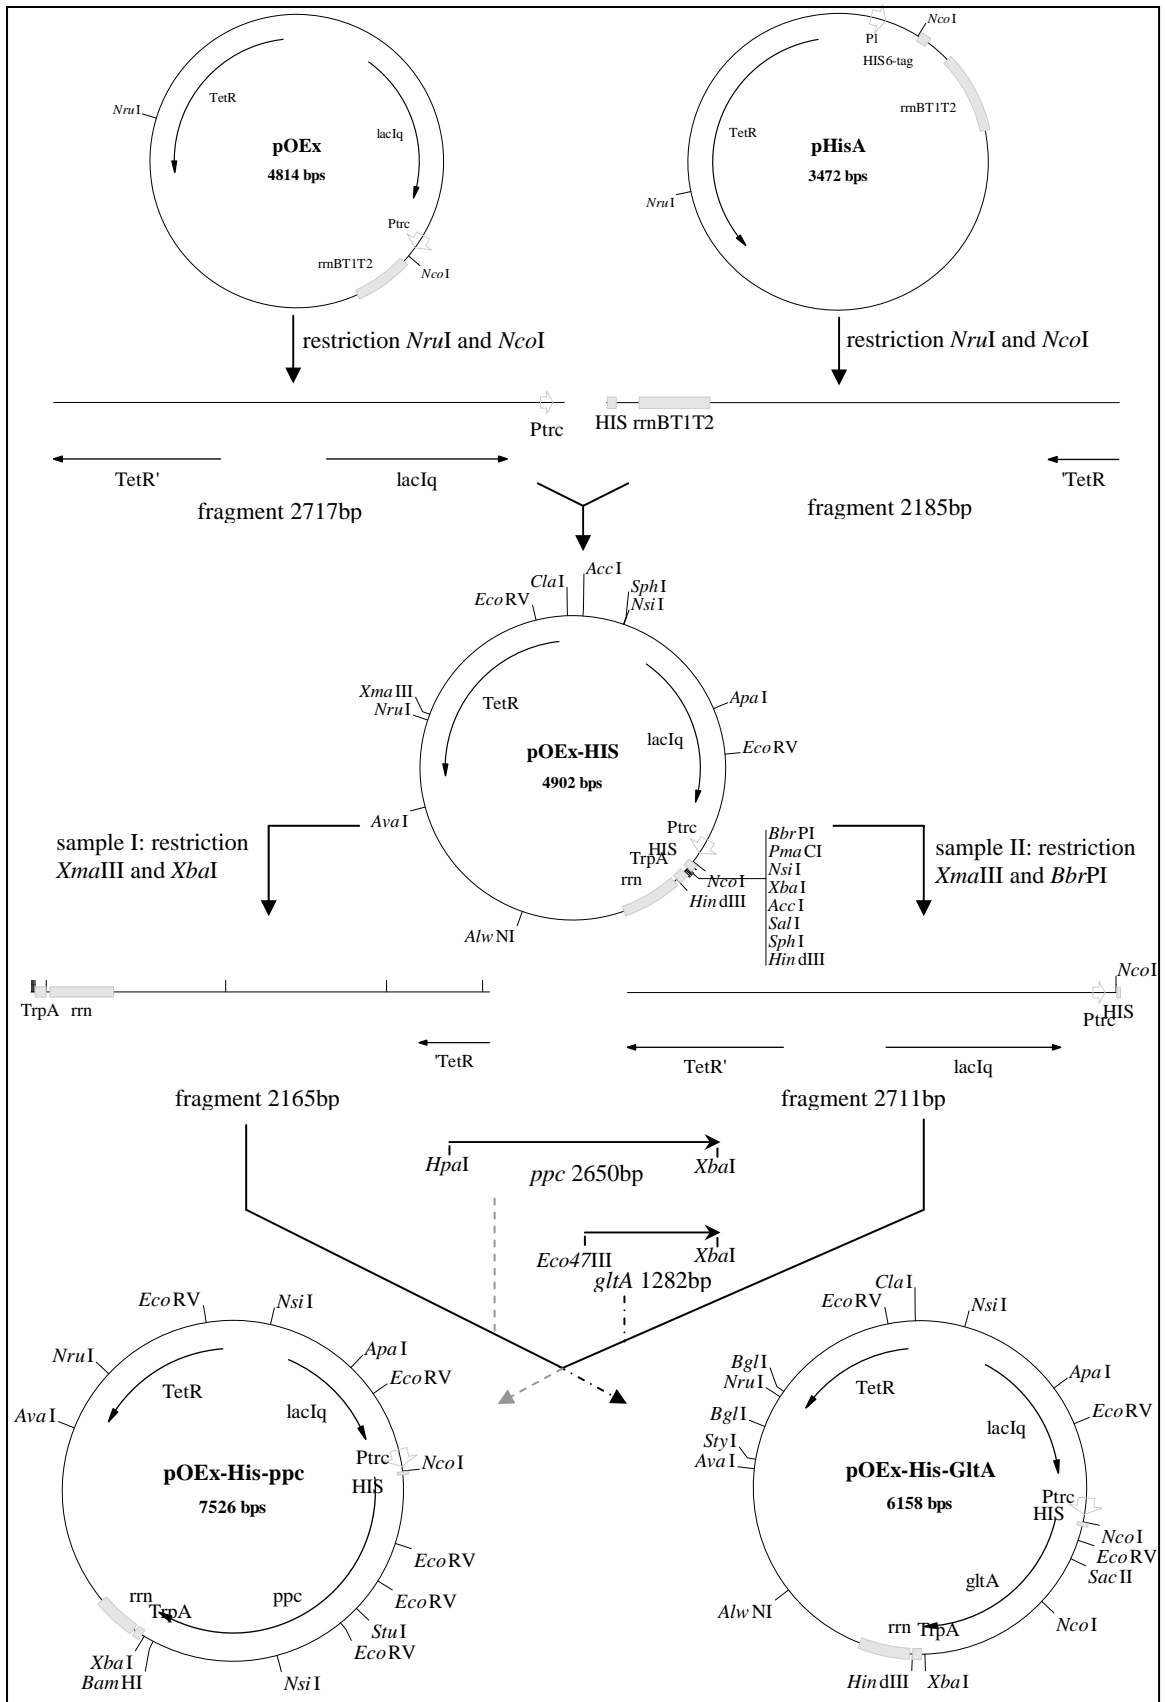 PI
NcoI
HIS6-tag
rrnBT1T2
TetR
NruI
pHisA
3472 bps
TetR
NruI
lacIq
pOEx
4814 bps
Ptrc
rrnBT1T2
NcoI
restriction NruI and NcoI
restriction NruI and NcoI
Ptrc
HIS rrnBT1T2
TetR'
lacIq
'TetR
fragment 2717bp
fragment 2185bp
AccI
ClaI
SphI
EcoRV
NsiI
XmaIII
NruI
TetR
ApaI
lacIq
EcoRV
pOEx-HIS
4902 bps
AvaI
Ptrc
HIS
TrpA
rrn
NcoI
HindIII
AlwNI
BbrPI
PmaCI
NsiI
XbaI
AccI
SalI
SphI
HindIII
sample I: restriction
XmaIII and XbaI
sample II: restriction
XmaIII and BbrPI
TrpA rrn
'TetR
fragment 2165bp
NcoI
Ptrc
HIS
TetR'
lacIq
fragment 2711bp
HpaI
XbaI
ppc 2650bp
Eco47III
XbaI
gltA 1282bp
EcoRV
NsiI
NruI
ApaI
TetR
EcoRV
AvaI
lacIq
Ptrc
NcoI
HIS
pOEx-His-ppc
7526 bps
EcoRV
ppc
EcoRV
rrn
TrpA
StuI
EcoRV
XbaI
BamHI
NsiI
ClaI
EcoRV
NsiI
BglI
NruI
TetR
ApaI
BglI
lacIq
EcoRV
StyI
AvaI
pOEx-His-GltA
6158 bps
Ptrc
HIS
NcoI
EcoRV
SacII
gltA
NcoI
AlwNI
rrn
TrpA
HindIII
XbaI